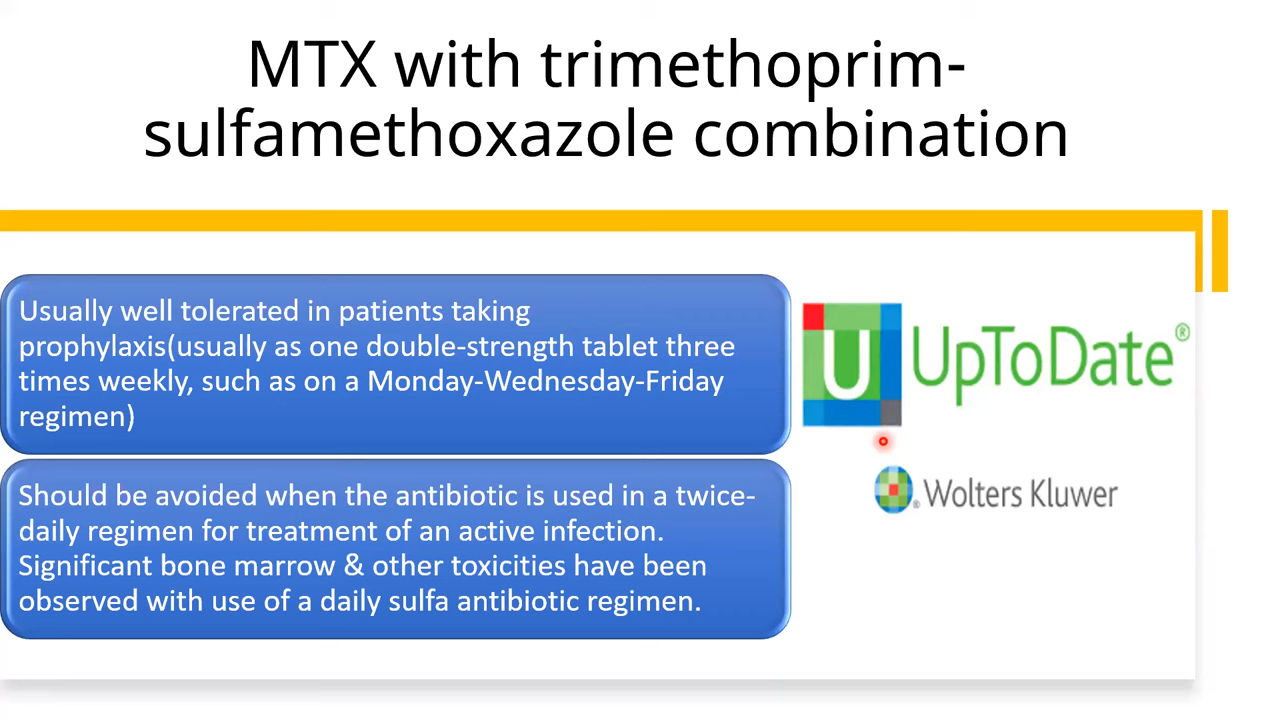 MTX with trimethoprim-
sulfamethoxazole combination
Usually well tolerated in patients taking
prophylaxis(usually as one double-strength tablet three
times weekly, such as on a Monday-Wednesday-Friday
regimen)
Should be avoided when the antibiotic is used in a twice-
daily regimen for treatment of an active infection.
Significant bone marrow & other toxicities have been
observed with use of a daily sulfa antibiotic regimen.
U UpToDate®
Wolters Kluwer